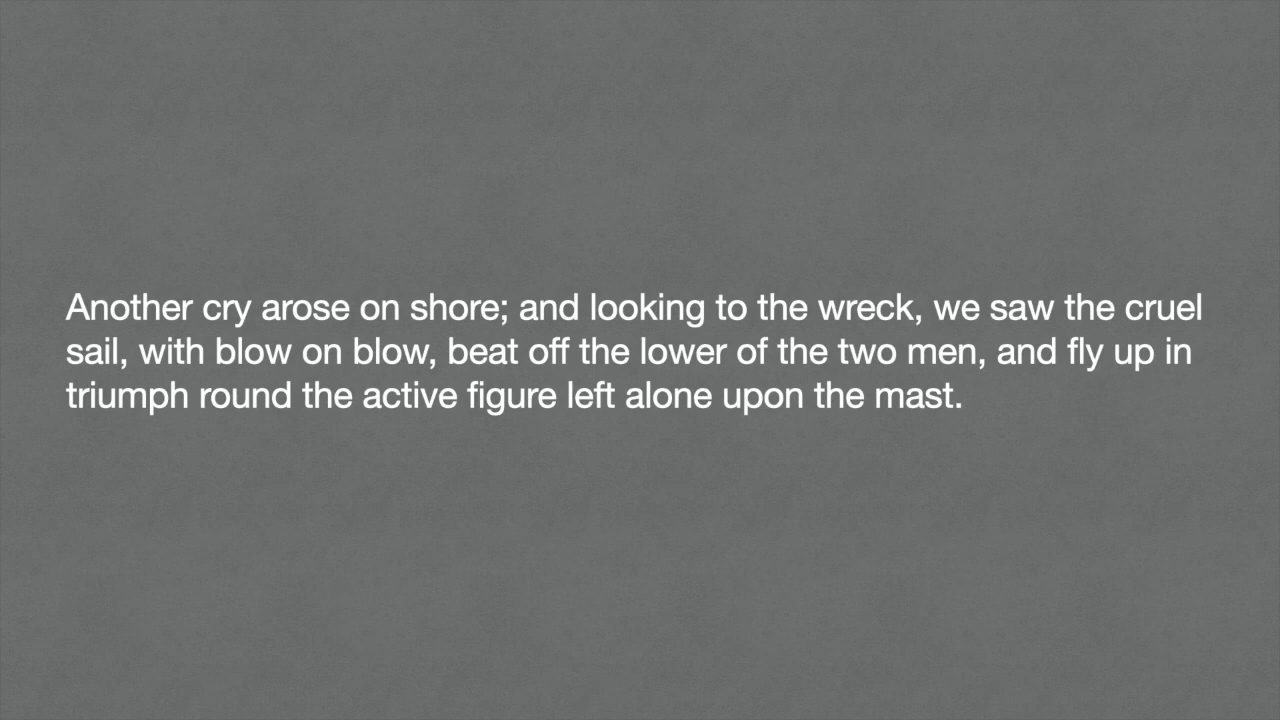 Another cry arose on shore; and looking to the wreck, we saw the cruel
sail, with blow on blow, beat off the lower of the two men, and fly up in
triumph round the active figure left alone upon the mast.